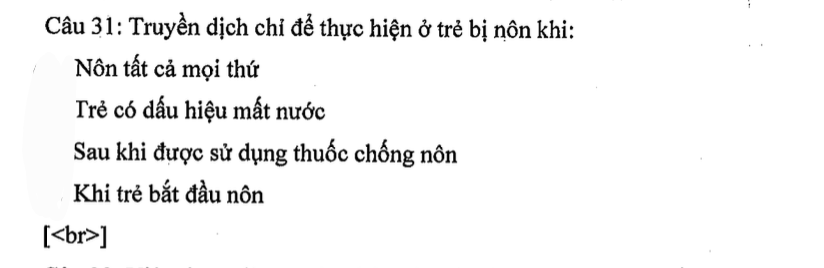 Câu 31: Truyền dịch chỉ để thực hiện ở trẻ bị nôn khi:
Nôn tất cả mọi thứ
Trẻ có dấu hiệu mất nước
Sau khi được sử dụng thuốc chống nôn
Khi trẻ bắt đầu nôn
[<br>]